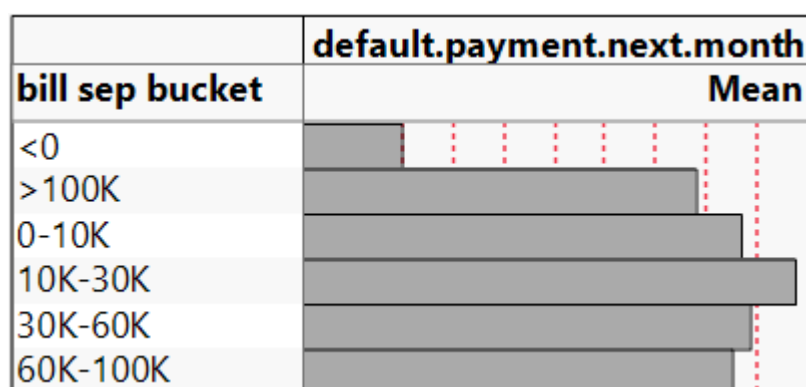 default.payment.next.month
bill sep bucket Mean
<0
>100K
0-10K
10K-30K
30K-60K
60K-100K